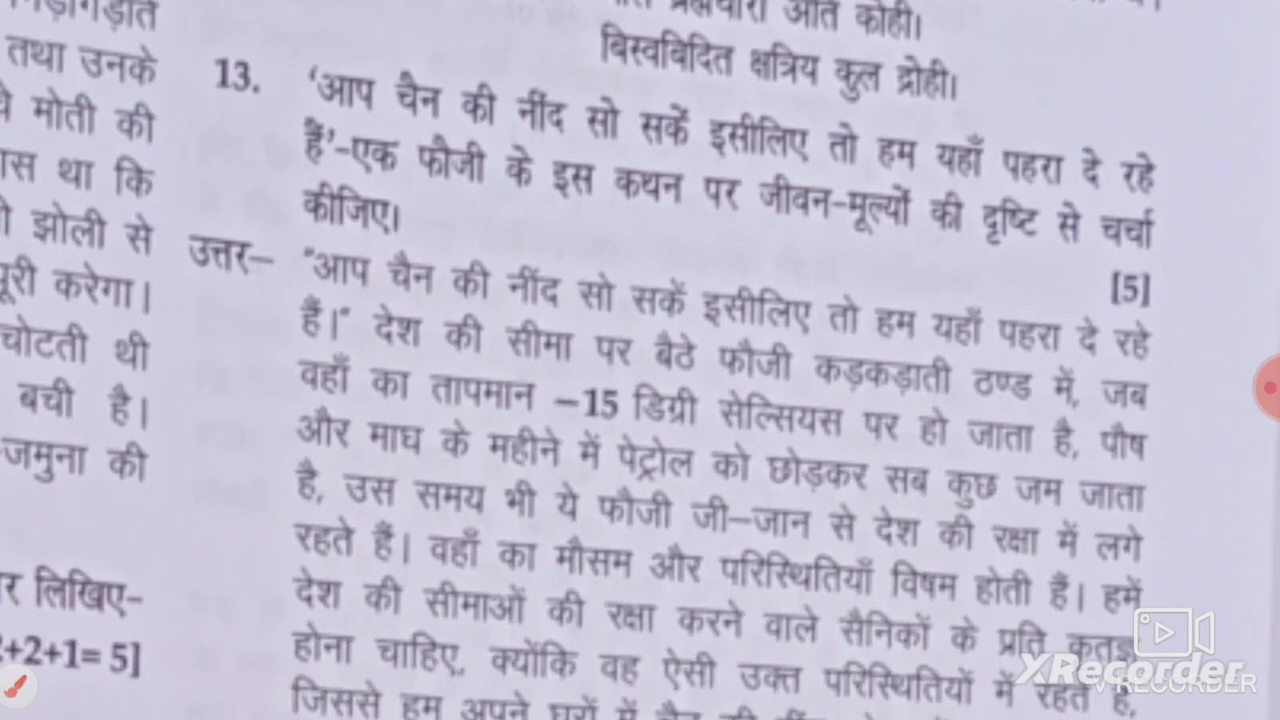 तथा उनके
मोती की
था कि
झोली से
पूरी करेगा।
चोटती थी
बची है।
-जमुना की
लिखिए-
+2+1= 5]
आति कोही।
बिस्वबिदित क्षत्रिय कुल द्रोही।
13. 'आप चैन की नींद सो सकें इसीलिए तो हम यहाँ पहरा दे रहे
हैं'-एक फौजी के इस कथन पर जीवन-मूल्यों की दृष्टि से चर्चा
कीजिए।
[5]
उत्तर– "आप चैन की नींद सो सकें इसीलिए तो हम यहाँ पहरा दे रहे
हैं।" देश की सीमा पर बैठे फौजी कड़कड़ाती ठण्ड में, जब
वहाँ का तापमान –15 डिग्री सेल्सियस पर हो जाता है, पौष
और माघ के महीने में पेट्रोल को छोड़कर सब कुछ जम जाता
है, उस समय भी ये फौजी जी–जान से देश की रक्षा में लगे
रहते हैं। वहाँ का मौसम और परिस्थितियाँ विषम होती हैं। हमें
देश की सीमाओं की रक्षा करने वाले सैनिकों के प्रति कृतज्ञ
होना चाहिए, क्योंकि वह ऐसी उक्त परिस्थितियों में रहते हैं,
जिससे हम अपने घरों में चैन की नींद
XRecorder
V RECORDER